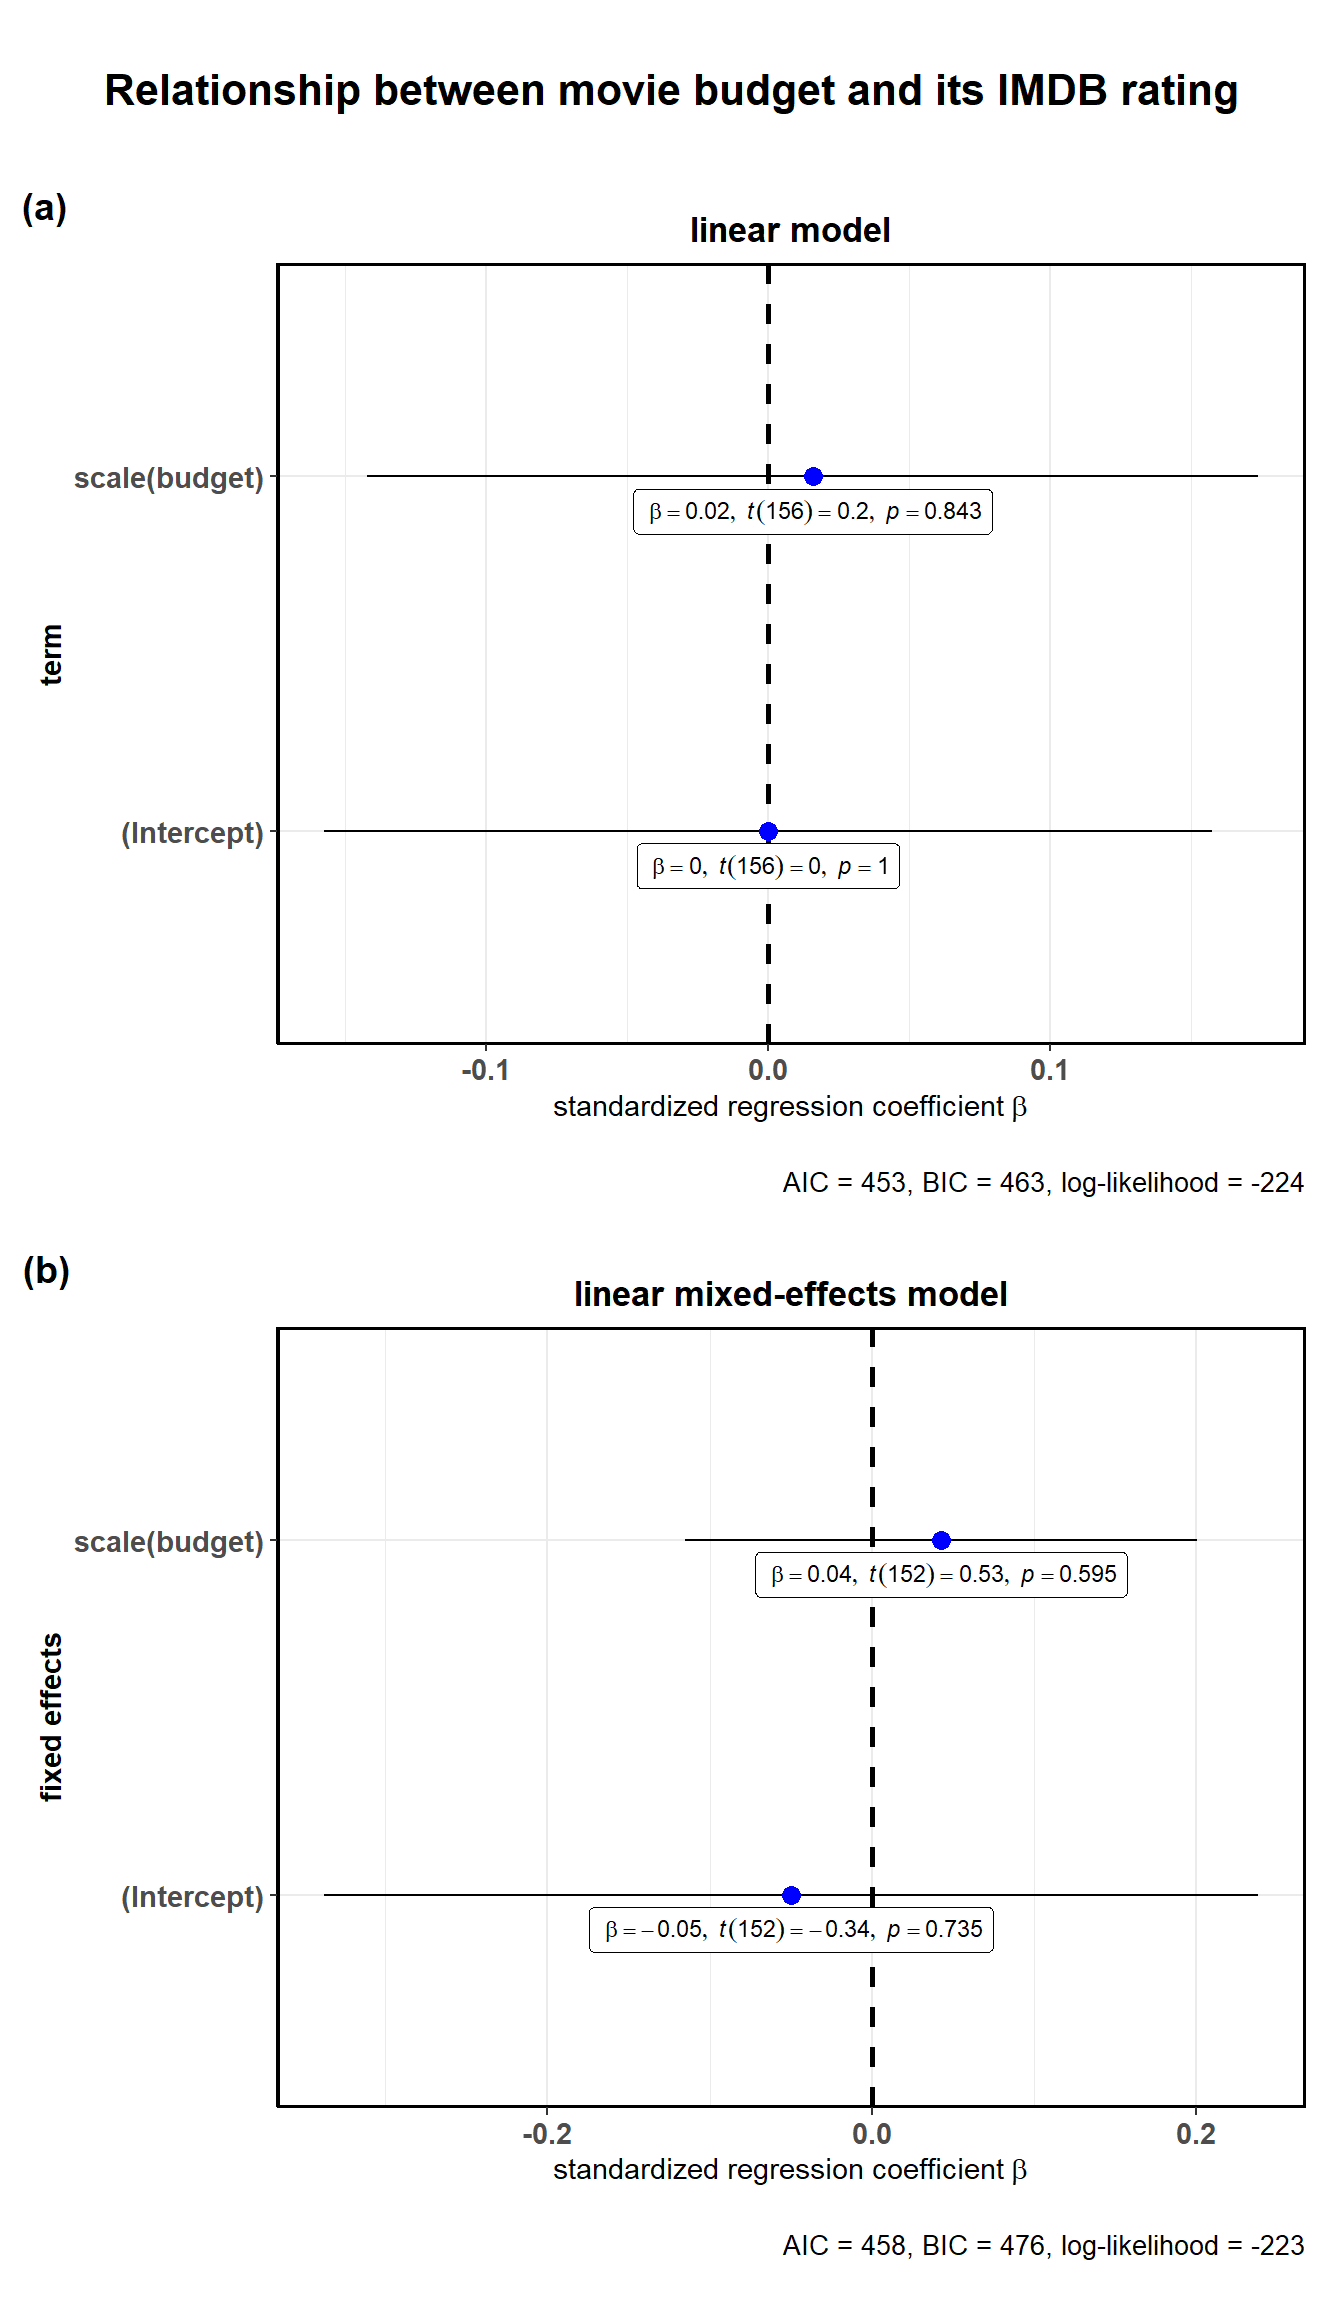 Relationship between movie budget and its IMDB rating
(a)
linear model
scale(budget)
β = 0.02, t(156) = 0.2, p = 0.843
term
(Intercept)
β = 0, t(156) = 0, p = 1
-0.1 0.0 0.1
standardized regression coefficient β
AIC = 453, BIC = 463, log-likelihood = -224
(b)
linear mixed-effects model
scale(budget)
β = 0.04, t(152) = 0.53, p = 0.595
fixed effects
(Intercept)
β = −0.05, t(152) = −0.34, p = 0.735
-0.2 0.0 0.2
standardized regression coefficient β
AIC = 458, BIC = 476, log-likelihood = -223